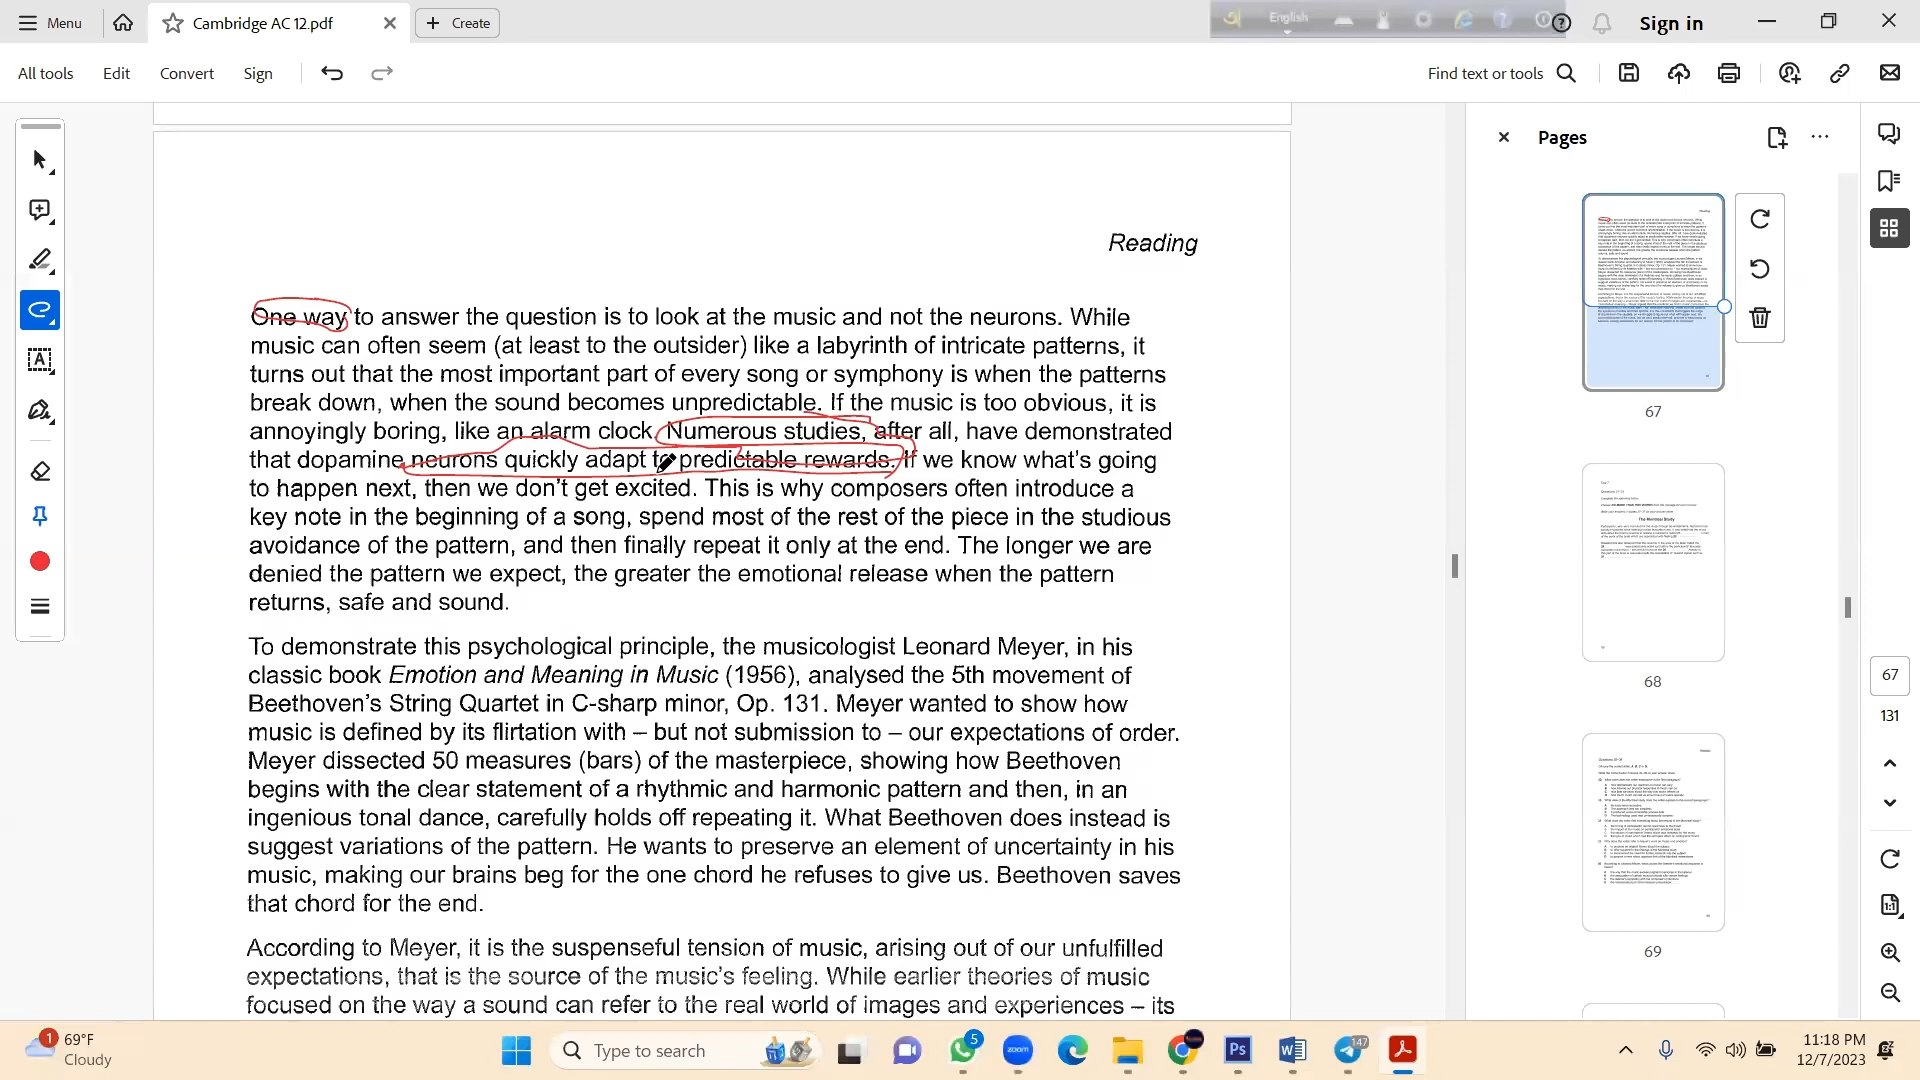 Menu
Cambridge AC 12.pdf
Create
English
Sign in
All tools
Edit
Convert
Sign
Find text or tools
Pages
Reading
One way to answer the question is to look at the music and not the neurons. While
music can often seem (at least to the outsider) like a labyrinth of intricate patterns, it
turns out that the most important part of every song or symphony is when the patterns
break down, when the sound becomes unpredictable. If the music is too obvious, it is
annoyingly boring, like an alarm clock. Numerous studies, after all, have demonstrated
that dopamine neurons quickly adapt to predictable rewards. If we know what's going
to happen next, then we don't get excited. This is why composers often introduce a
key note in the beginning of a song, spend most of the rest of the piece in the studious
avoidance of the pattern, and then finally repeat it only at the end. The longer we are
denied the pattern we expect, the greater the emotional release when the pattern
returns, safe and sound.
To demonstrate this psychological principle, the musicologist Leonard Meyer, in his
classic book Emotion and Meaning in Music (1956), analysed the 5th movement of
Beethoven's String Quartet in C-sharp minor, Op. 131. Meyer wanted to show how
music is defined by its flirtation with – but not submission to – our expectations of order.
Meyer dissected 50 measures (bars) of the masterpiece, showing how Beethoven
begins with the clear statement of a rhythmic and harmonic pattern and then, in an
ingenious tonal dance, carefully holds off repeating it. What Beethoven does instead is
suggest variations of the pattern. He wants to preserve an element of uncertainty in his
music, making our brains beg for the one chord he refuses to give us. Beethoven saves
that chord for the end.
According to Meyer, it is the suspenseful tension of music, arising out of our unfulfilled
expectations, that is the source of the music's feeling. While earlier theories of music
focused on the way a sound can refer to the real world of images and experiences – its
67
68
The Montreal Study
69
67
131
1
69°F
Cloudy
Type to search
5
zoom
Ps
147
11:18 PM
12/7/2023